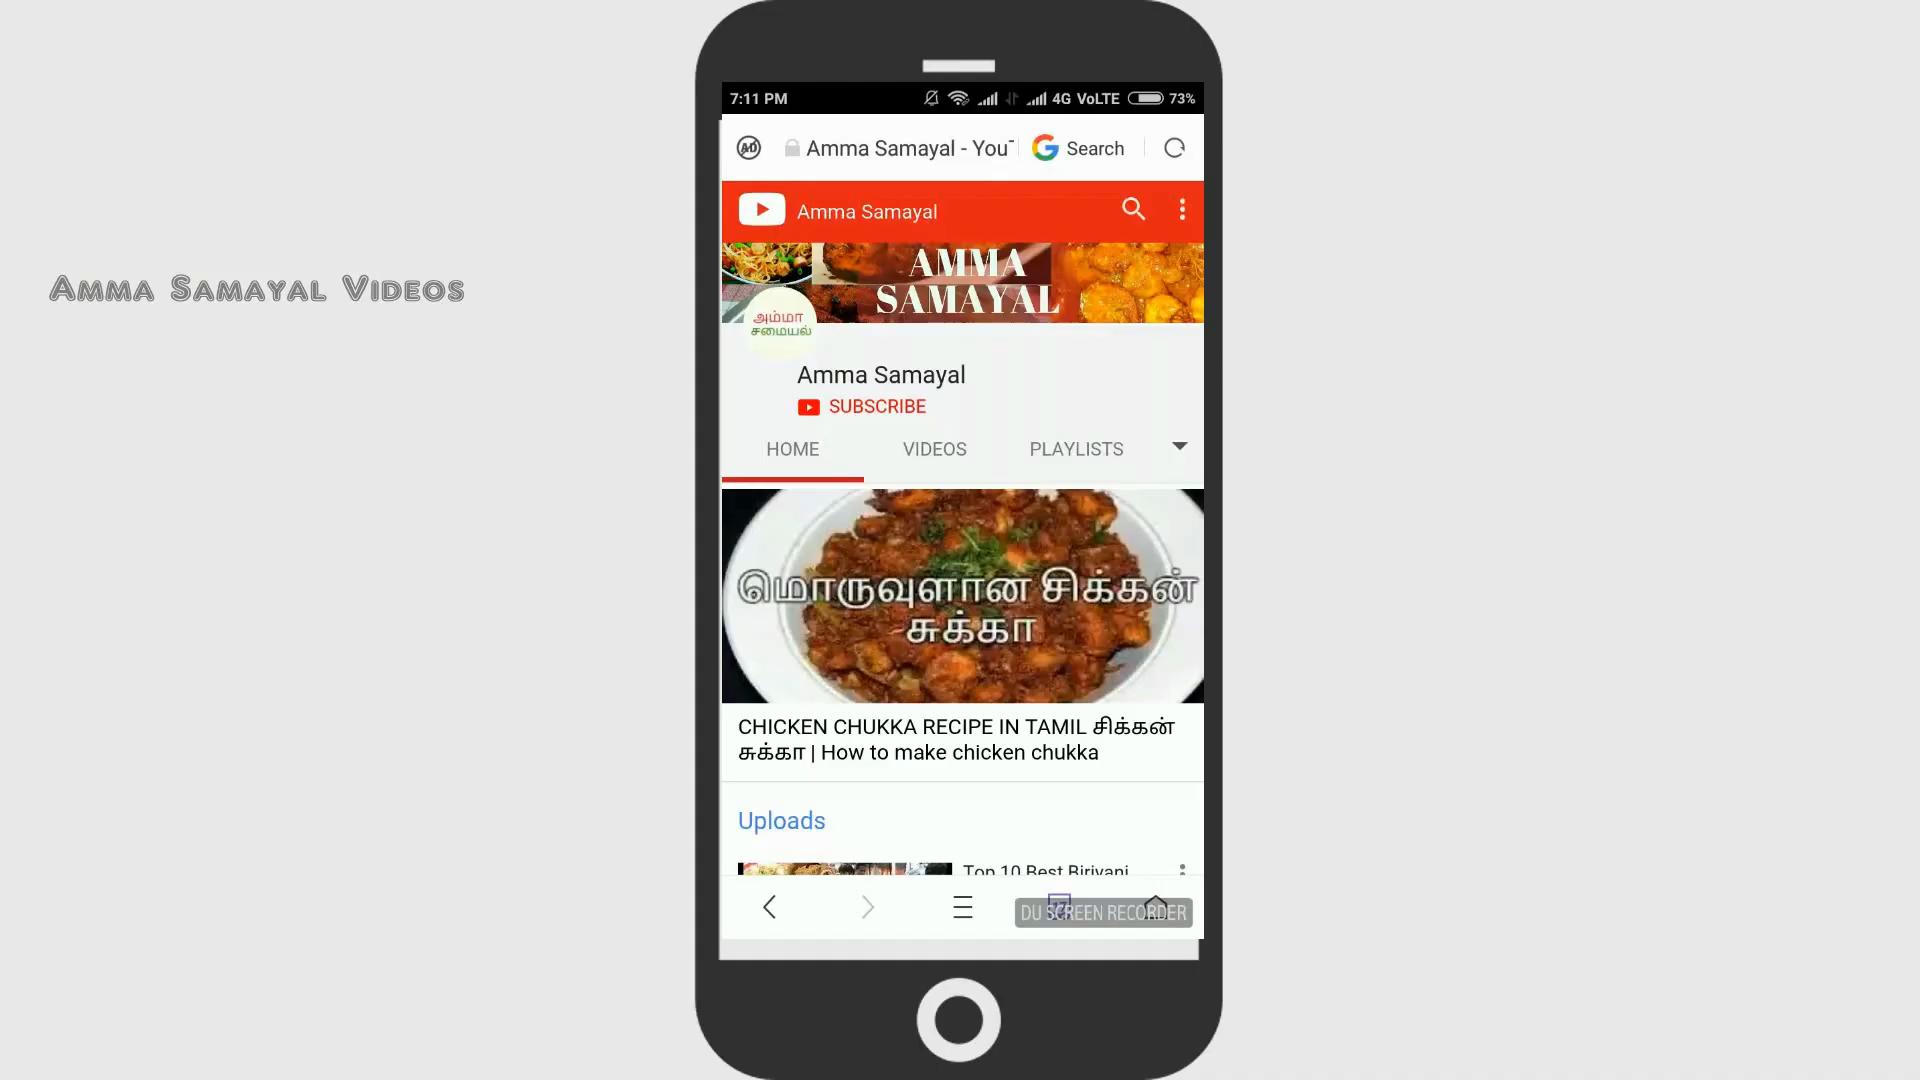 Amma Samayal Videos
7:11 PM
4G VoLTE 73%
AD
Amma Samayal - You
Search
Amma Samayal
AMMA
SAMAYAL
அம்மா
சமையல்
Amma Samayal
SUBSCRIBE
HOME VIDEOS PLAYLISTS
மொருவுளான சிக்கன்
சுக்கா
CHICKEN CHUKKA RECIPE IN TAMIL சிக்கன்
சுக்கா | How to make chicken chukka
Uploads
Top 10 Best Biriyani
DU SCREEN RECORDER